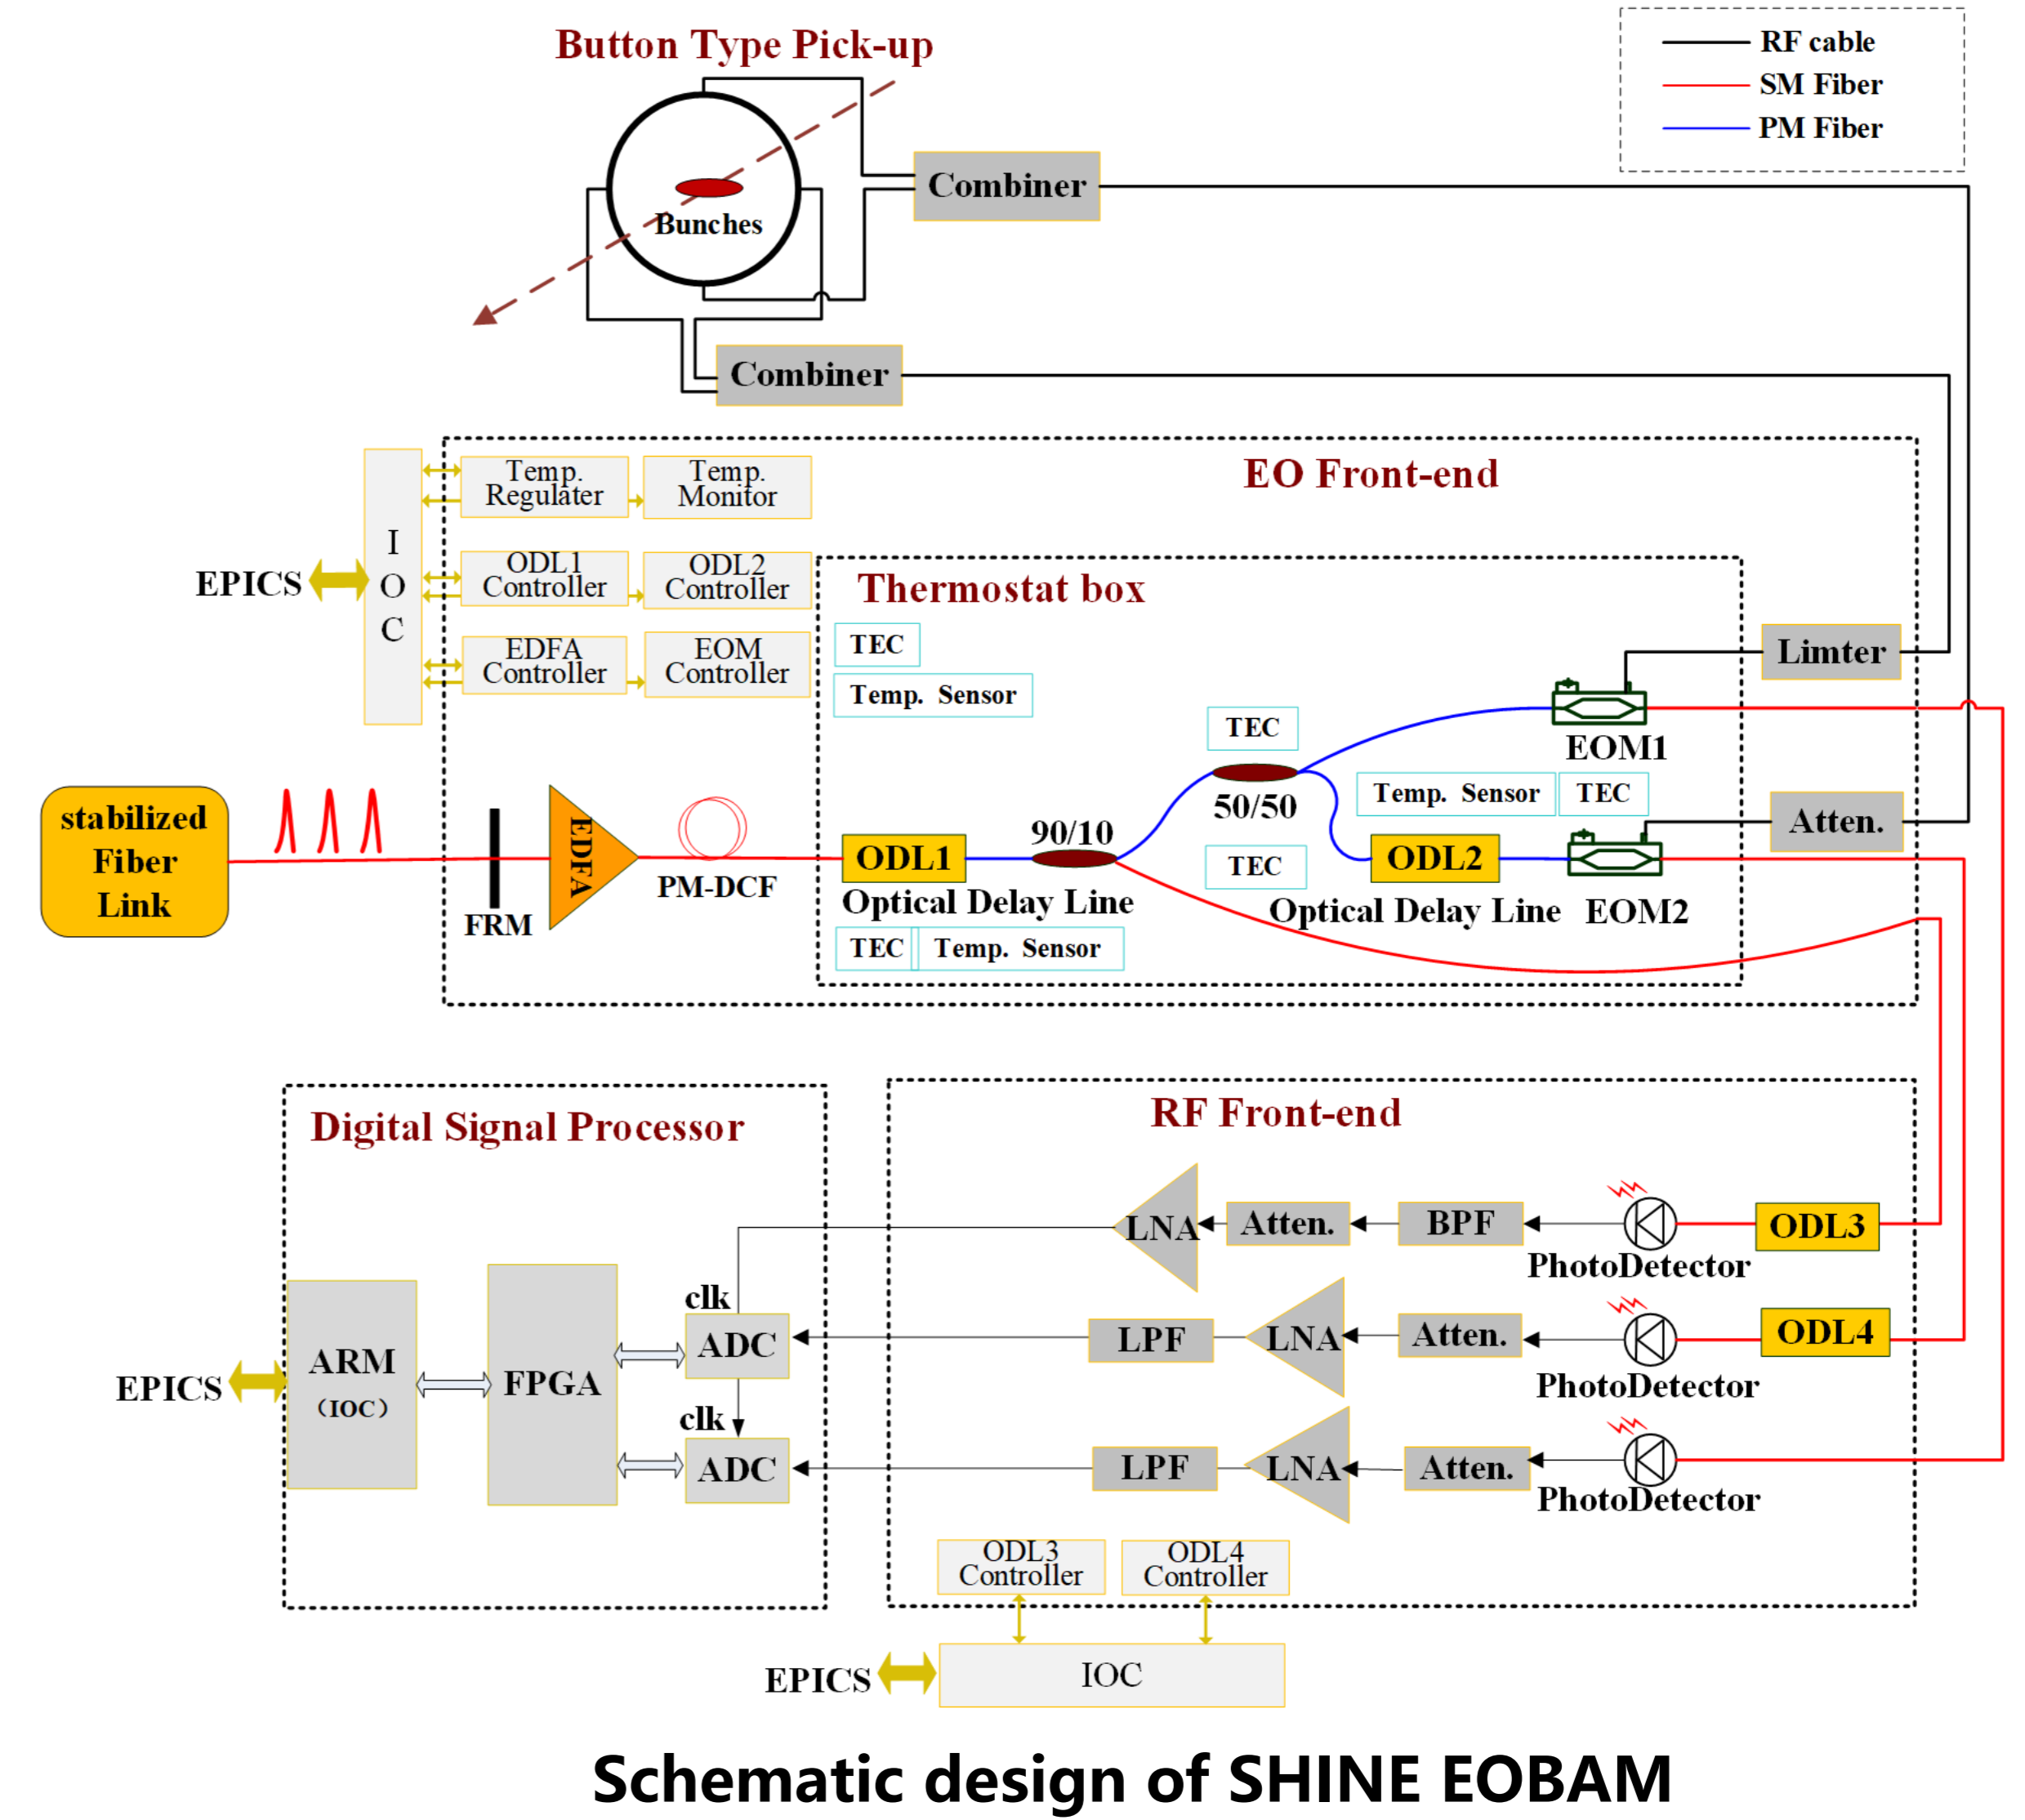 Button Type Pick-up
RF cable
SM Fiber
PM Fiber
Combiner
Bunches
Combiner
EO Front-end
Temp.
Regulater
Temp.
Monitor
I
O
C
EPICS
ODL1
Controller
ODL2
Controller
EDFA
Controller
EOM
Controller
Thermostat box
TEC
Temp. Sensor
Limter
TEC
EOM1
50/50
Temp. Sensor
TEC
Atten.
stabilized
Fiber
Link
FRM
EDFA
PM-DCF
ODL1
90/10
TEC
ODL2
Optical Delay Line
Optical Delay Line
EOM2
TEC
Temp. Sensor
Digital Signal Processor
RF Front-end
LNA
Atten.
BPF
PhotoDetector
ODL3
clk
ADC
LPF
LNA
Atten.
PhotoDetector
ODL4
EPICS
ARM
（IOC）
FPGA
clk
ADC
LPF
LNA
Atten.
PhotoDetector
ODL3
Controller
ODL4
Controller
EPICS
IOC
Schematic design of SHINE EOBAM